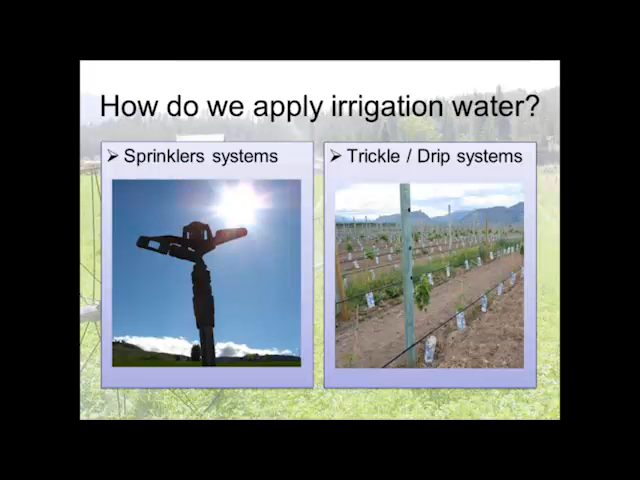 How do we apply irrigation water?
➢ Sprinklers systems
➢ Trickle / Drip systems